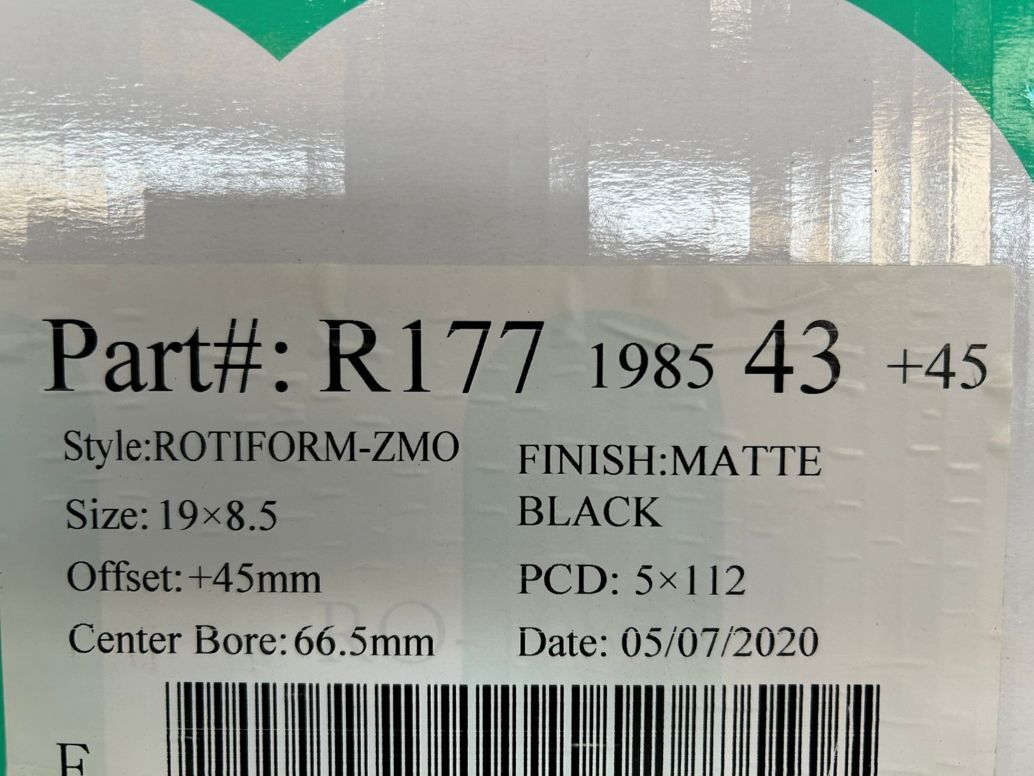 Part#: R177 1985 43 +45
Style:ROTIFORM-ZMO
FINISH:MATTE
BLACK
Size: 19×8.5
Offset:+45mm
PCD: 5×112
Center Bore:66.5mm
Date: 05/07/2020